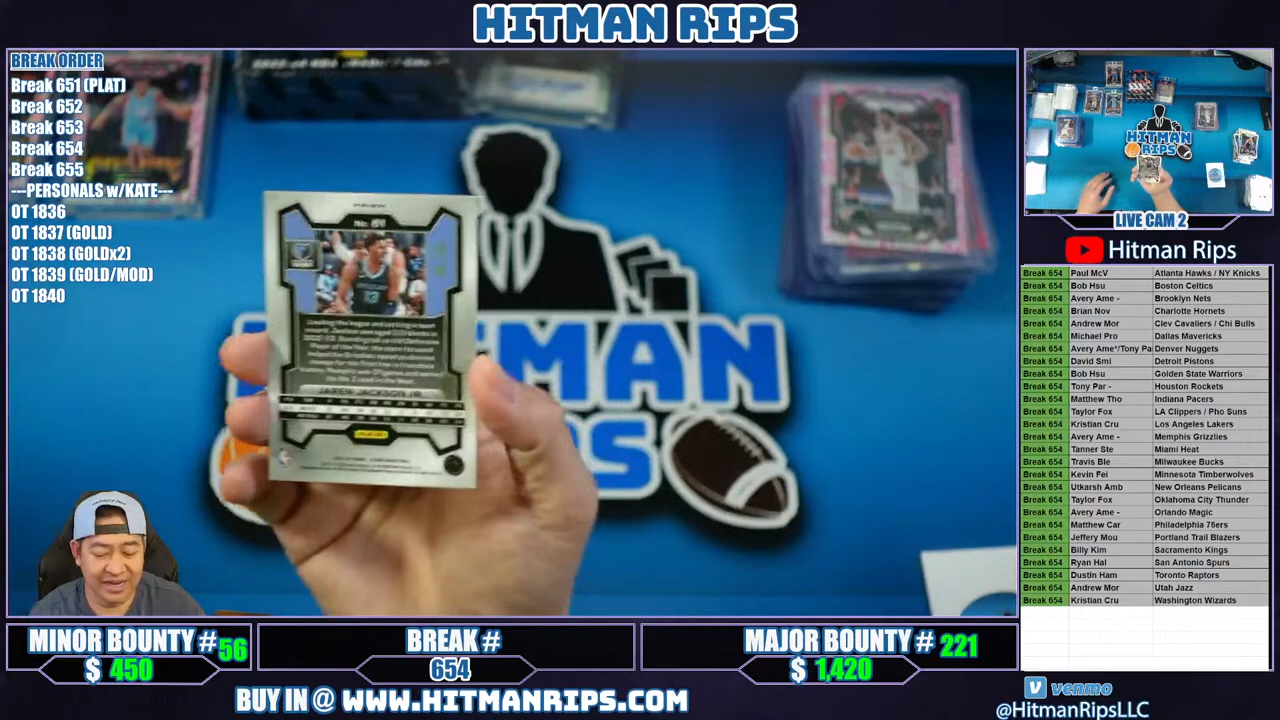 HITMAN RIPS
BREAK ORDER
Break 651 (PLAT)
Break 652
Break 653
Break 654
Break 655
---PERSONALS w/KATE---
OT 1836
OT 1837 (GOLD)
OT 1838 (GOLDx2)
OT 1839 (GOLD/MOD)
OT 1840
JAREN JACKSON JR.
HITMAN
RIPS
LIVE CAM 2
Hitman Rips
Break 654 Paul McV Atlanta Hawks / NY Knicks
Break 654 Bob Hsu Boston Celtics
Break 654 Avery Ame - Brooklyn Nets
Break 654 Brian Nov Charlotte Hornets
Break 654 Andrew Mor Clev Cavaliers / Chi Bulls
Break 654 Michael Pro Dallas Mavericks
Break 654 Avery Ame*/Tony Pa Denver Nuggets
Break 654 David Smi Detroit Pistons
Break 654 Bob Hsu Golden State Warriors
Break 654 Tony Par - Houston Rockets
Break 654 Matthew Tho Indiana Pacers
Break 654 Taylor Fox LA Clippers / Pho Suns
Break 654 Kristian Cru Los Angeles Lakers
Break 654 Avery Ame - Memphis Grizzlies
Break 654 Tanner Ste Miami Heat
Break 654 Travis Ble Milwaukee Bucks
Break 654 Kevin Fei Minnesota Timberwolves
Break 654 Utkarsh Amb New Orleans Pelicans
Break 654 Taylor Fox Oklahoma City Thunder
Break 654 Avery Ame - Orlando Magic
Break 654 Matthew Car Philadelphia 76ers
Break 654 Jeffery Mou Portland Trail Blazers
Break 654 Billy Kim Sacramento Kings
Break 654 Ryan Hal San Antonio Spurs
Break 654 Dustin Ham Toronto Raptors
Break 654 Andrew Mor Utah Jazz
Break 654 Kristian Cru Washington Wizards
MINOR BOUNTY # 56
$ 450
BREAK #
654
MAJOR BOUNTY # 221
$ 1,420
BUY IN @ WWW.HITMANRIPS.COM
venmo
@HitmanRipsLLC